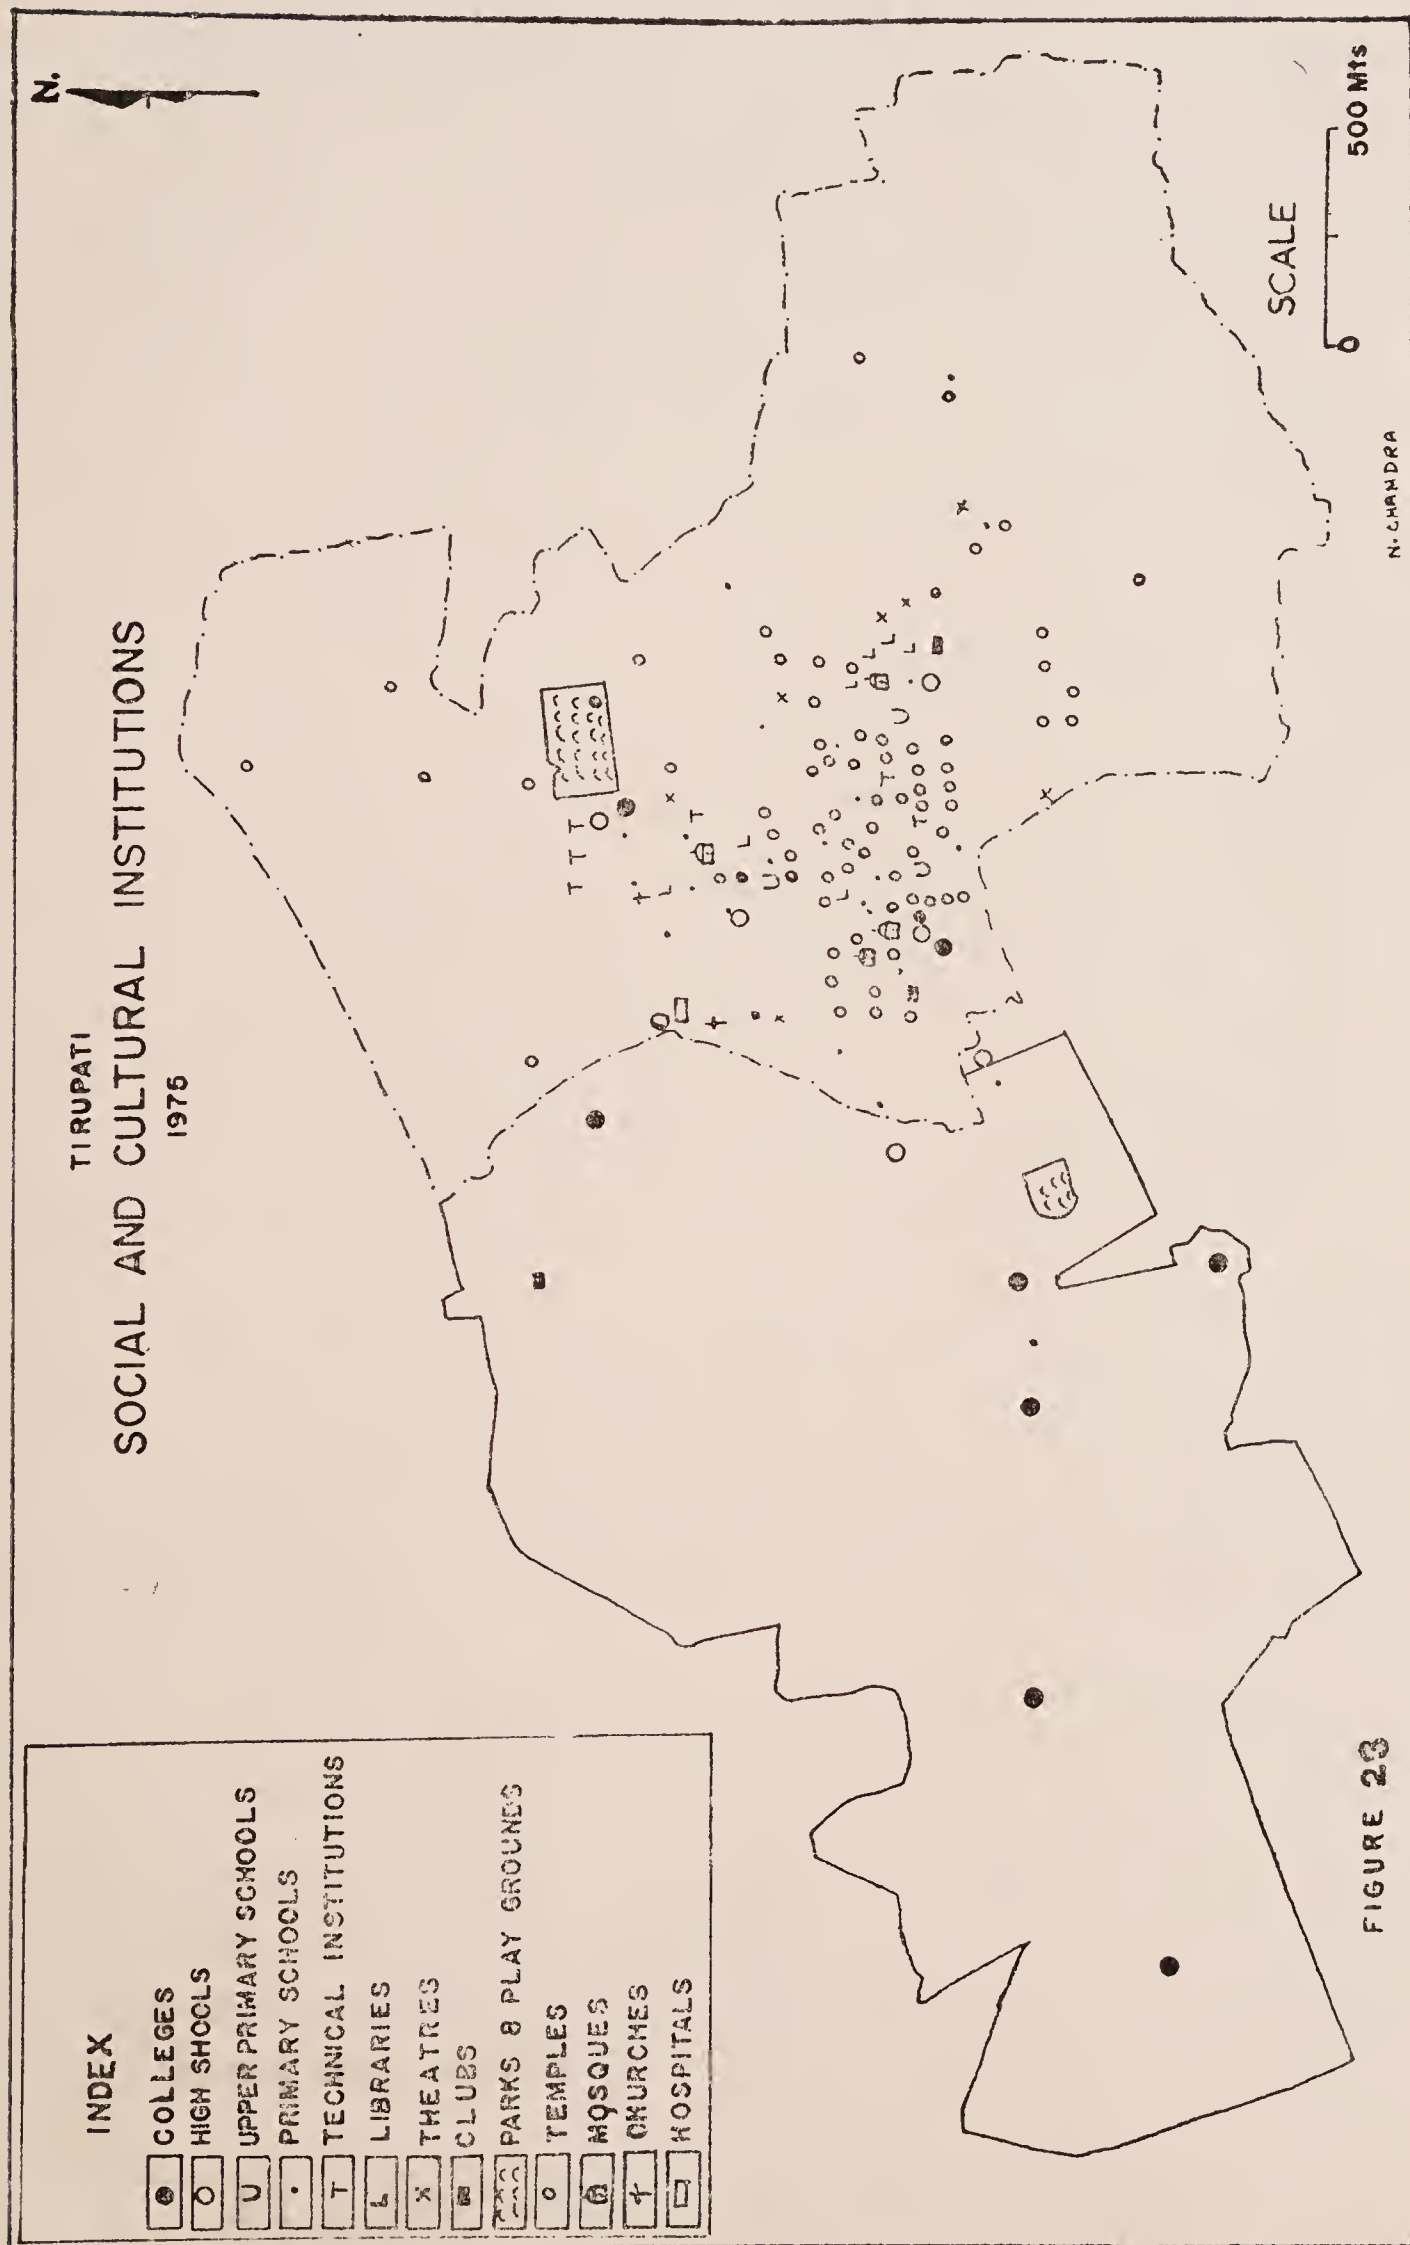 TIRUPATI
SOCIAL AND CULTURAL INSTITUTIONS
1975
N.
INDEX
COLLEGES
HIGH SHOOLS
U UPPER PRIMARY SCHOOLS
PRIMARY SCHOOLS
T TECHNICAL INSTITUTIONS
L LIBRARIES
X THEATRES
CLUBS
PARKS 8 PLAY GROUNDS
TEMPLES
MOSQUES
CHURCHES
HOSPITALS
SCALE
0 500 Mts
N. CHANDRA
FIGURE 23